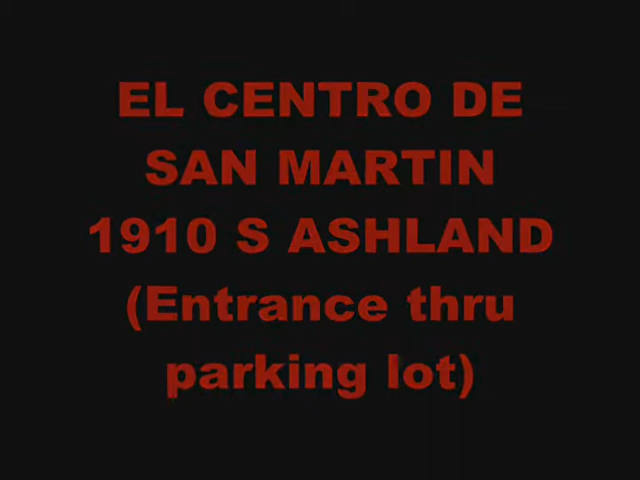 EL CENTRO DE
SAN MARTIN
1910 S ASHLAND
(Entrance thru
parking lot)